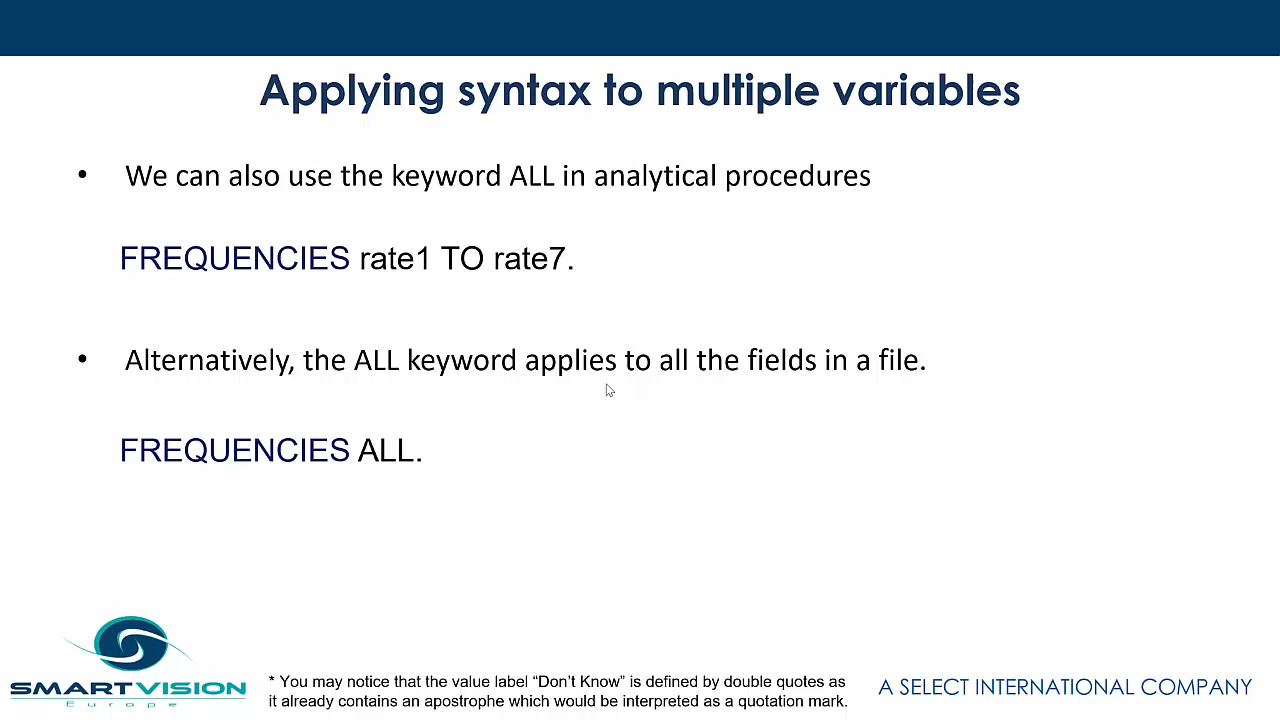 Applying syntax to multiple variables
• We can also use the keyword ALL in analytical procedures
FREQUENCIES rate1 TO rate7.
• Alternatively, the ALL keyword applies to all the fields in a file.
FREQUENCIES ALL.
SMARTVISION
Europe
* You may notice that the value label “Don’t Know” is defined by double quotes as
it already contains an apostrophe which would be interpreted as a quotation mark.
A SELECT INTERNATIONAL COMPANY